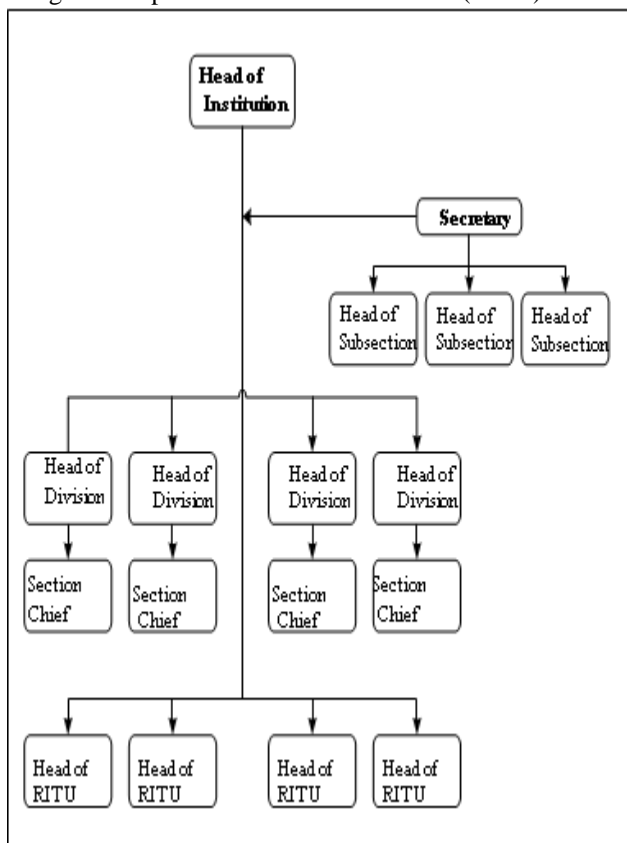 Head of
Institution
Secretary
Head of
Subsection
Head of
Subsection
Head of
Subsection
Head of
Division
Head of
Division
Head of
Division
Head of
Division
Section
Chief
Section
Chief
Section
Chief
Section
Chief
Head of
RITU
Head of
RITU
Head of
RITU
Head of
RITU